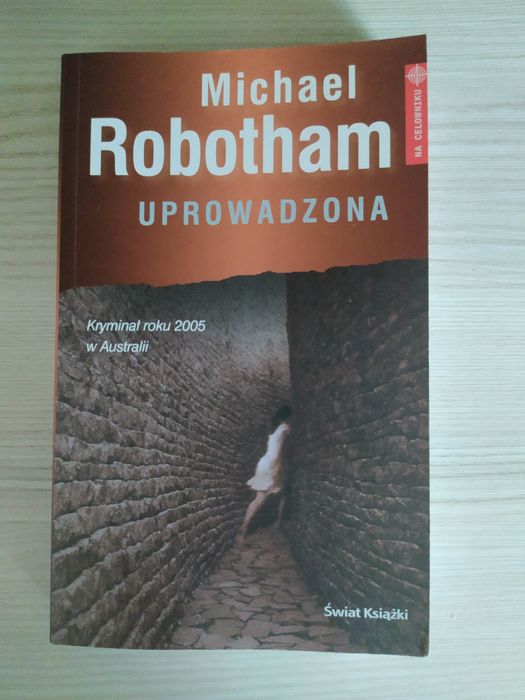 Michael
Robotham
UPROWADZONA
NA CELOWNIKU
Kryminał roku 2005
w Australii
Świat Książki